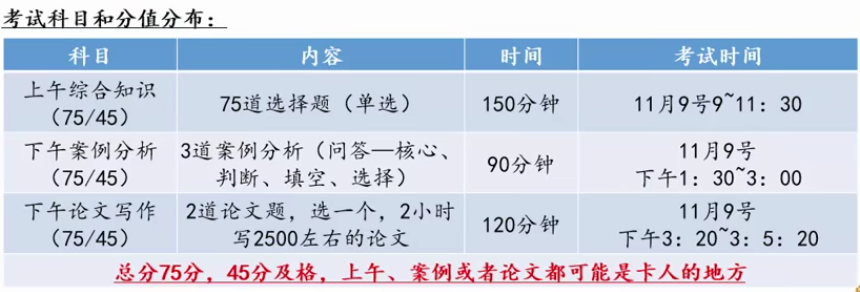 考试科目和分值分布：
科目 内容 时间 考试时间
上午综合知识
（75/45）
75道选择题（单选）
150分钟
11月9号9~11：30
下午案例分析
（75/45）
3道案例分析（问答—核心、
判断、填空、选择）
90分钟
11月9号
下午1：30~3：00
下午论文写作
（75/45）
2道论文题，选一个，2小时
写2500左右的论文
120分钟
11月9号
下午3：20~3：5：20
总分75分，45分及格，上午、案例或者论文都可能是卡人的地方